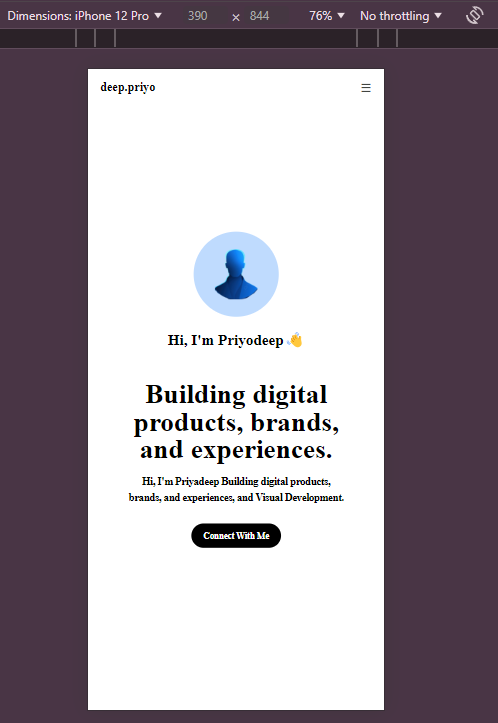 Dimensions: iPhone 12 Pro ▼ 390 × 844 76% ▼ No throttling ▼
deep.priyo ☰
Hi, I'm Priyodeep 👋
Building digital
products, brands,
and experiences.
Hi, I'm Priyadeep Building digital products,
brands, and experiences, and Visual Development.
Connect With Me